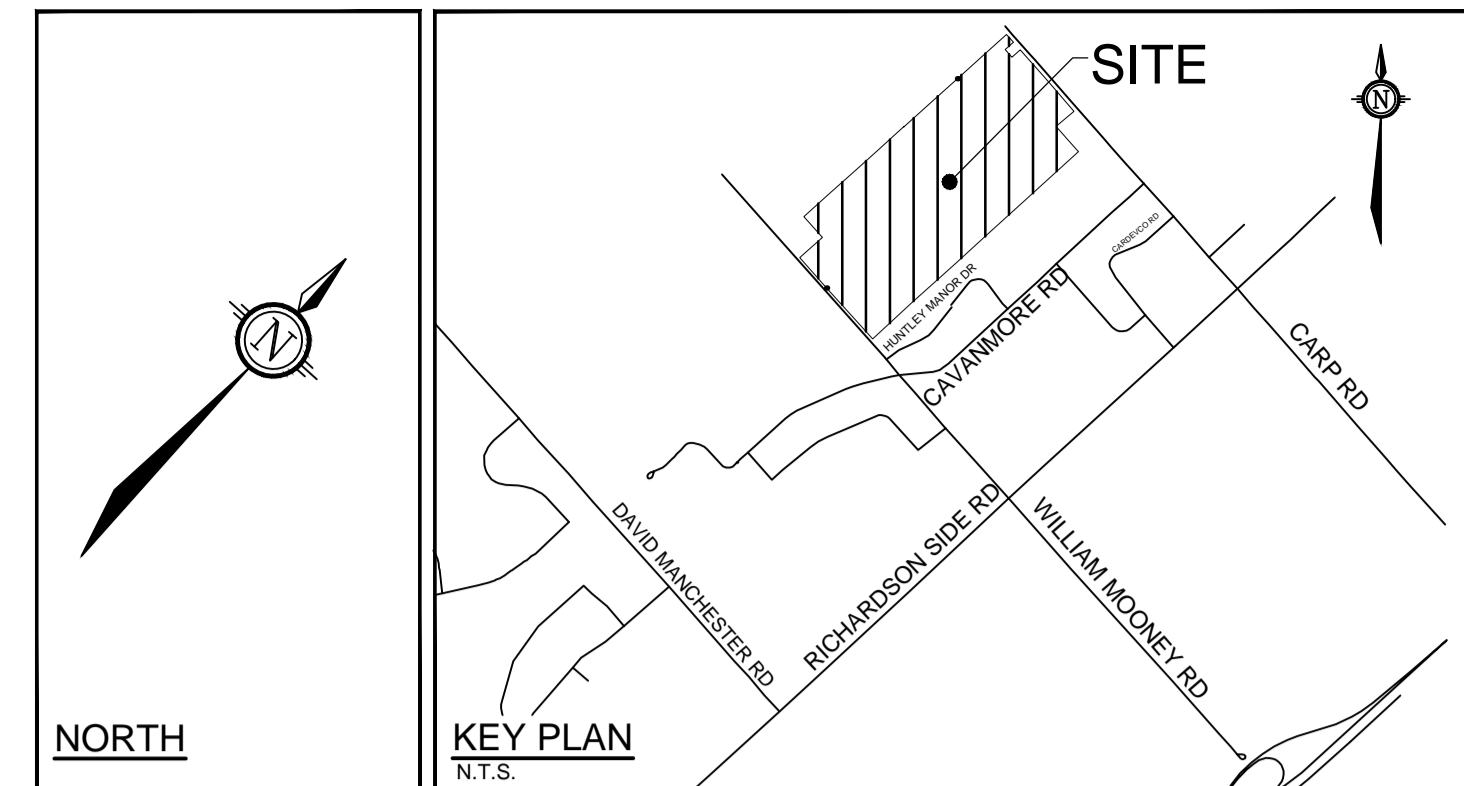 N
NORTH
SITE
N
CARDEVCO RD
HUNTLEY MANOR DR
CAVANMORE RD
CARP RD
DAVID MANCHESTER RD
RICHARDSON SIDE RD
WILLIAM MOONEY RD
KEY PLAN
N.T.S.